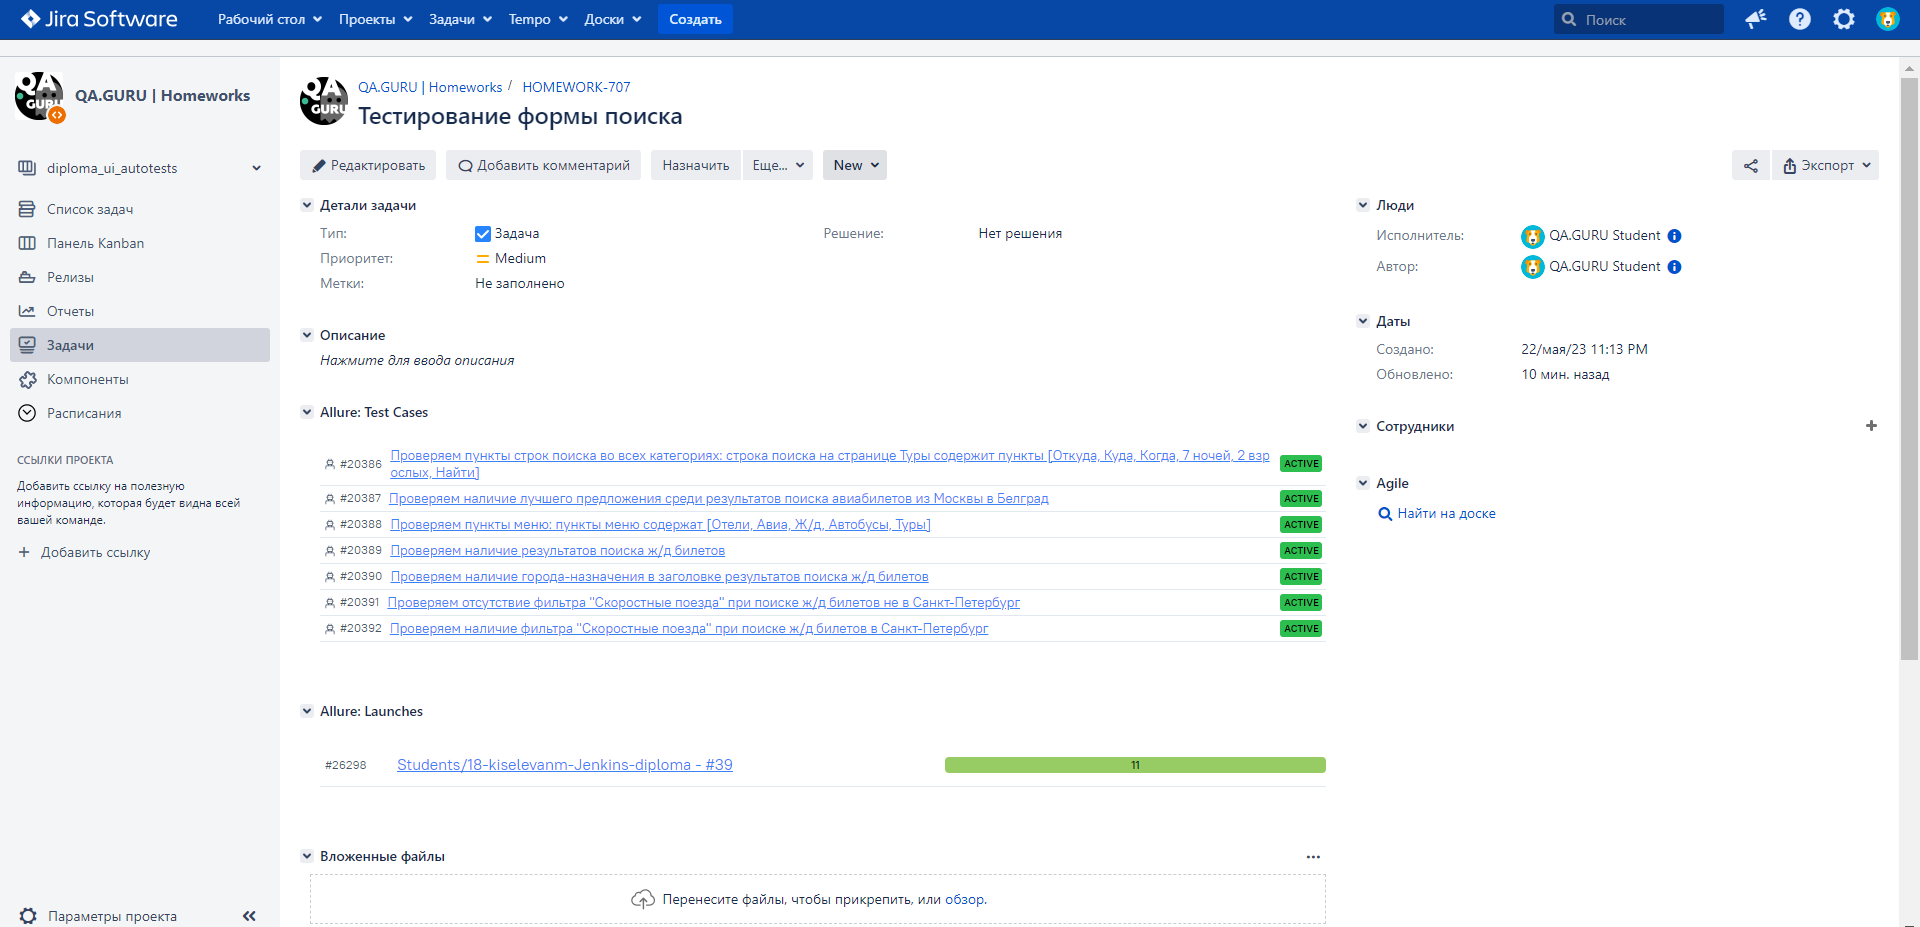 Jira Software
Рабочий стол
Проекты
Задачи
Tempo
Доски
Создать
Поиск
QA.GURU | Homeworks
diploma_ui_autotests
Список задач
Панель Kanban
Релизы
Отчеты
Задачи
Компоненты
Расписания
ССЫЛКИ ПРОЕКТА
Добавить ссылку на полезную
информацию, которая будет видна всей
вашей команде.
+ Добавить ссылку
Параметры проекта
QA GURU
QA.GURU | Homeworks / HOMEWORK-707
Тестирование формы поиска
Редактировать
Добавить комментарий
Назначить
Еще...
New
Экспорт
Детали задачи
Тип: Задача
Решение: Нет решения
Приоритет: Medium
Метки: Не заполнено
Описание
Нажмите для ввода описания
Allure: Test Cases
#20386 Проверяем пункты строк поиска во всех категориях: строка поиска на странице Туры содержит пункты [Откуда, Куда, Когда, 7 ночей, 2 взр
ослых, Найти] ACTIVE
#20387 Проверяем наличие лучшего предложения среди результатов поиска авиабилетов из Москвы в Белград ACTIVE
#20388 Проверяем пункты меню: пункты меню содержат [Отели, Авиа, Ж/д, Автобусы, Туры] ACTIVE
#20389 Проверяем наличие результатов поиска ж/д билетов ACTIVE
#20390 Проверяем наличие города-назначения в заголовке результатов поиска ж/д билетов ACTIVE
#20391 Проверяем отсутствие фильтра "Скоростные поезда" при поиске ж/д билетов не в Санкт-Петербург ACTIVE
#20392 Проверяем наличие фильтра "Скоростные поезда" при поиске ж/д билетов в Санкт-Петербург ACTIVE
Allure: Launches
#26298 Students/18-kiselevanm-Jenkins-diploma - #39 11
Вложенные файлы
Перенесите файлы, чтобы прикрепить, или обзор.
Люди
Исполнитель: QA.GURU Student
Автор: QA.GURU Student
Даты
Создано: 22/мая/23 11:13 PM
Обновлено: 10 мин. назад
Сотрудники
Agile
Найти на доске